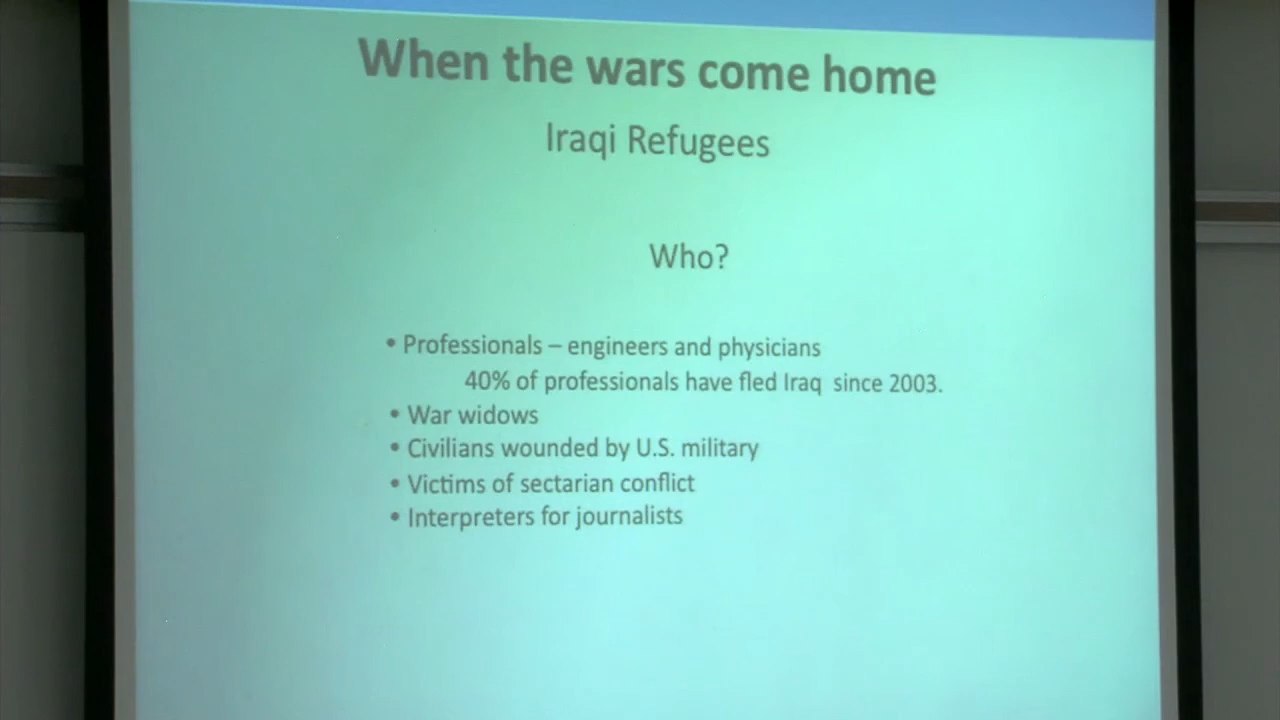 When the wars come home
Iraqi Refugees
Who?
• Professionals – engineers and physicians
40% of professionals have fled Iraq since 2003.
• War widows
• Civilians wounded by U.S. military
• Victims of sectarian conflict
• Interpreters for journalists